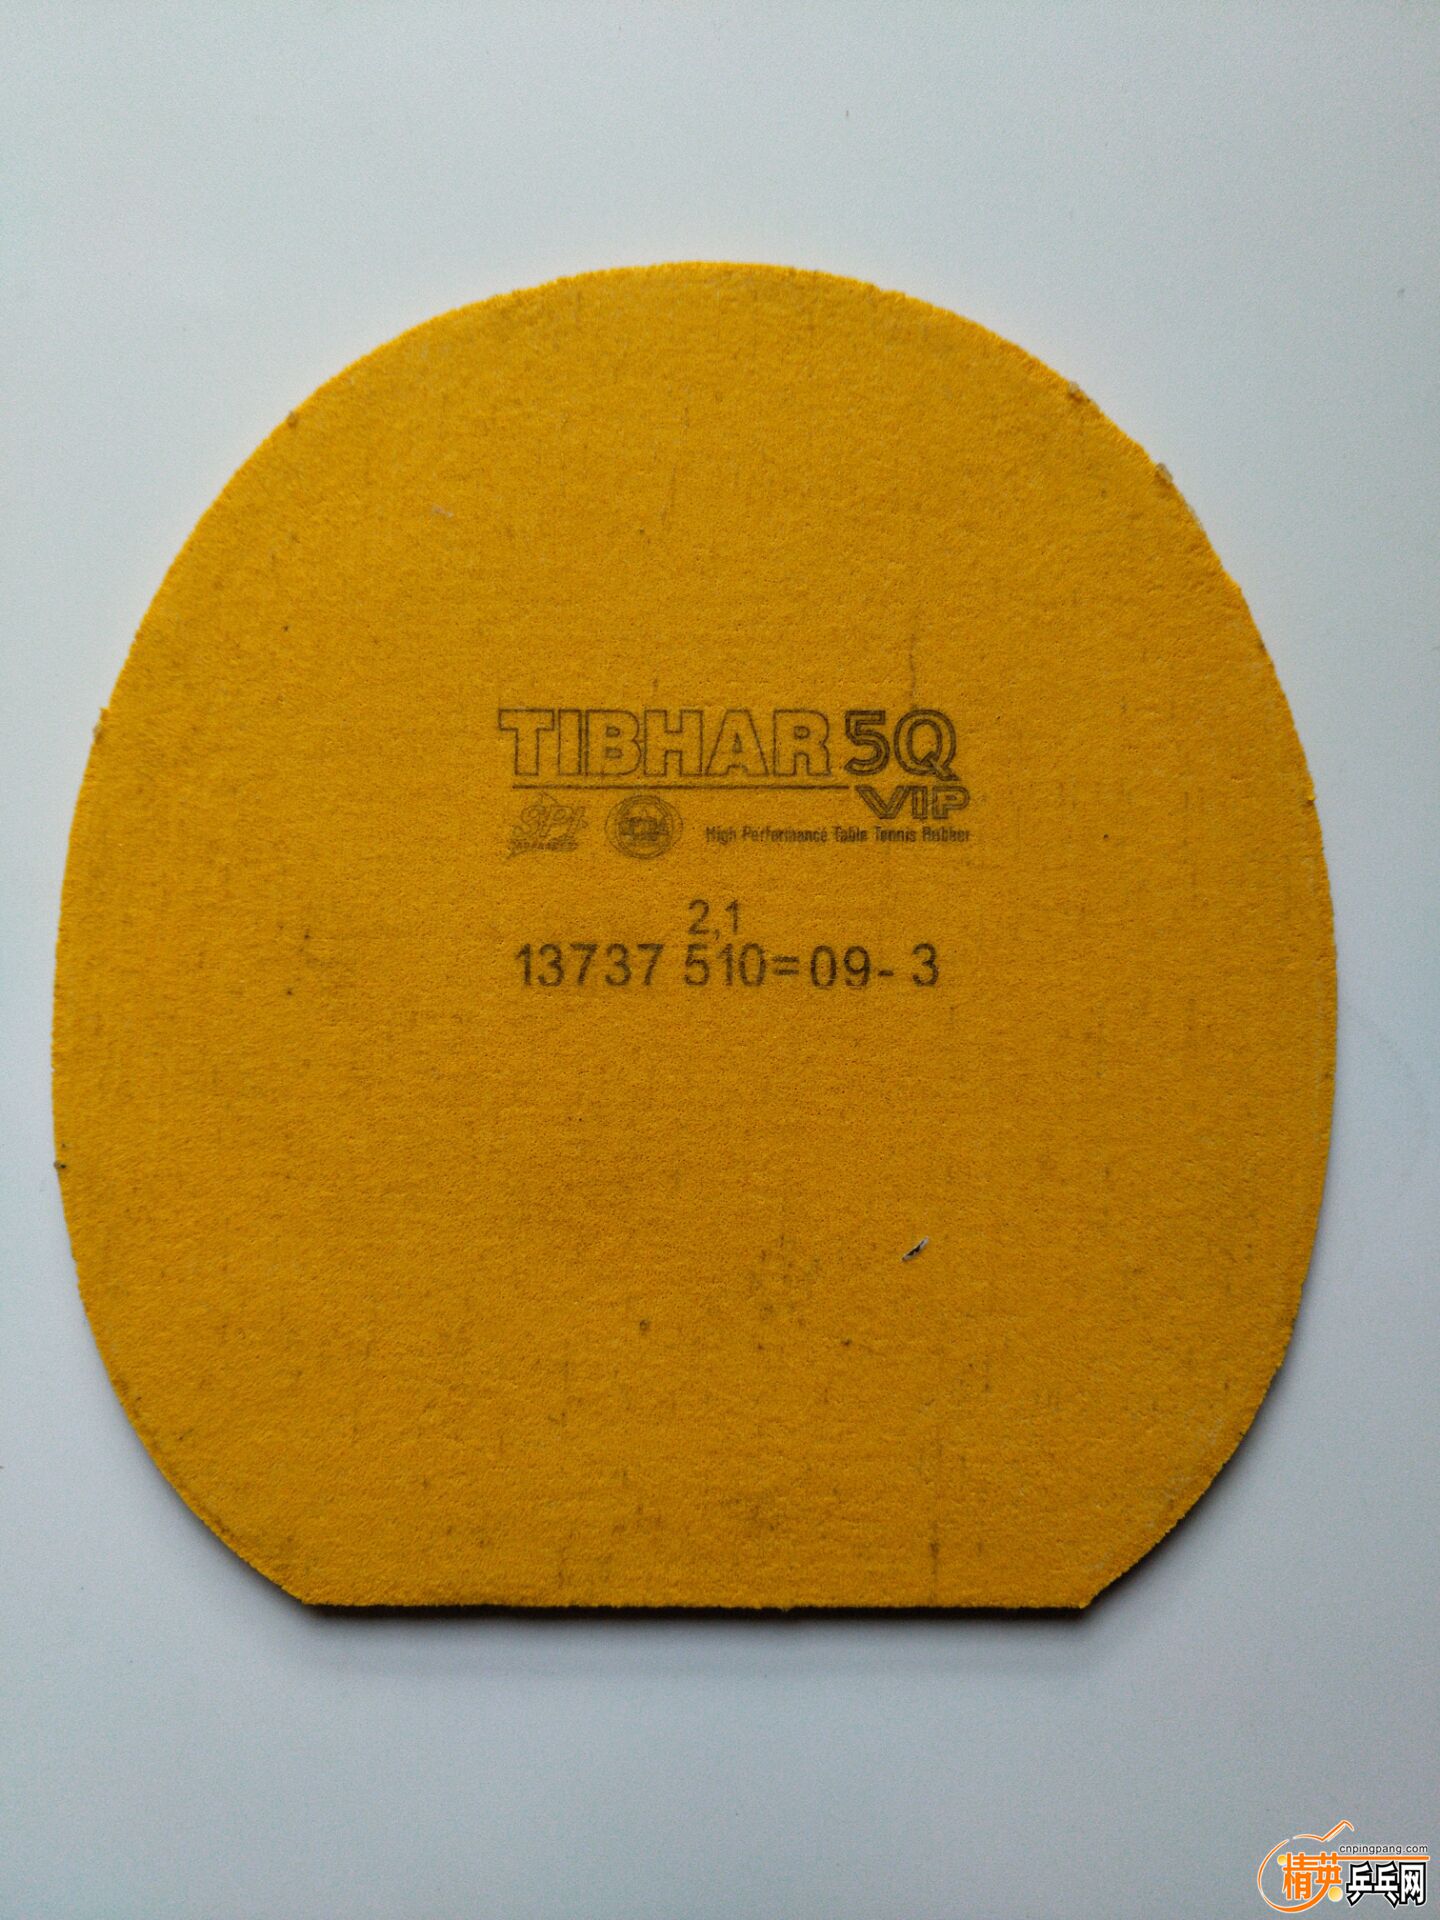 TIBHAR 5Q
VIP
High Performance Table Tennis Rubber
2,1
13737 510=09- 3
cnpingpang.com
精英乒乓网